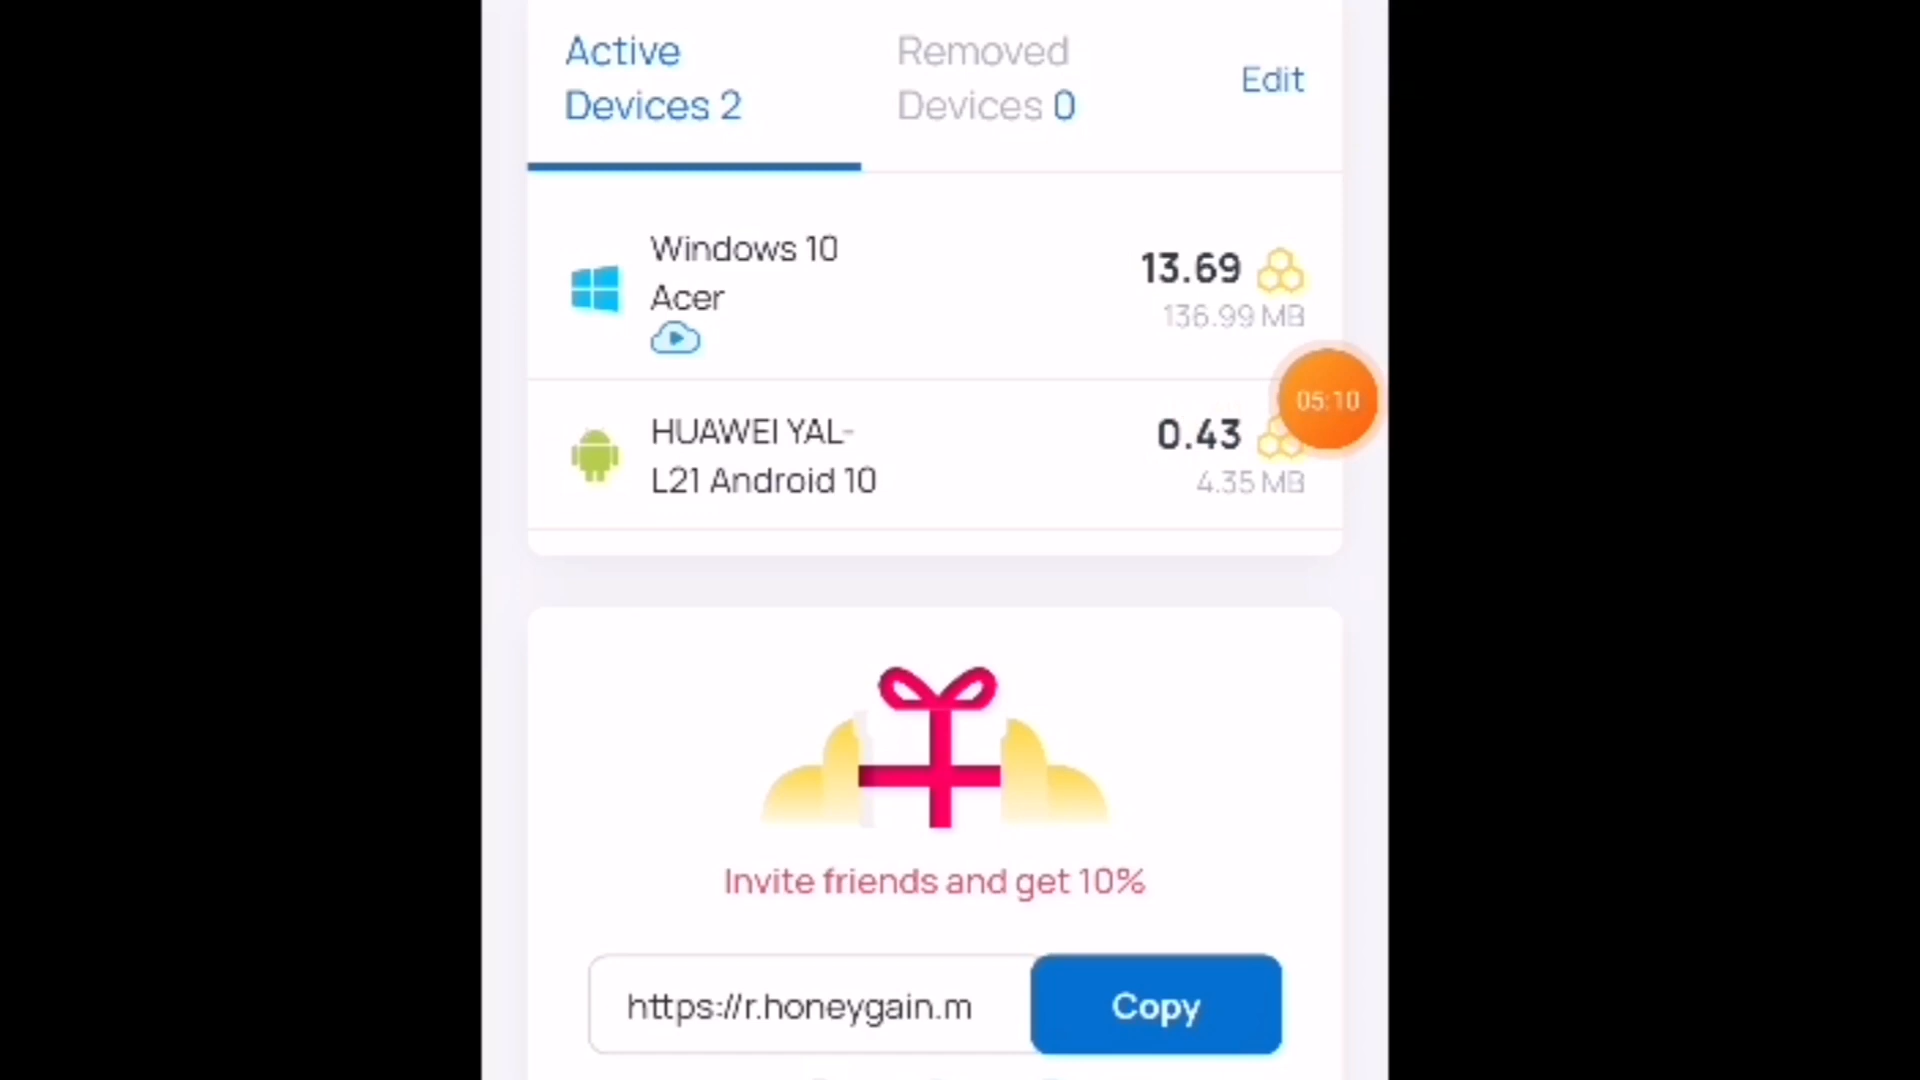 Active
Devices 2
Removed
Devices 0
Edit
Windows 10
Acer
13.69
136.99 MB
05:10
HUAWEI YAL-
L21 Android 10
0.43
4.35 MB
Invite friends and get 10%
https://r.honeygain.m
Copy